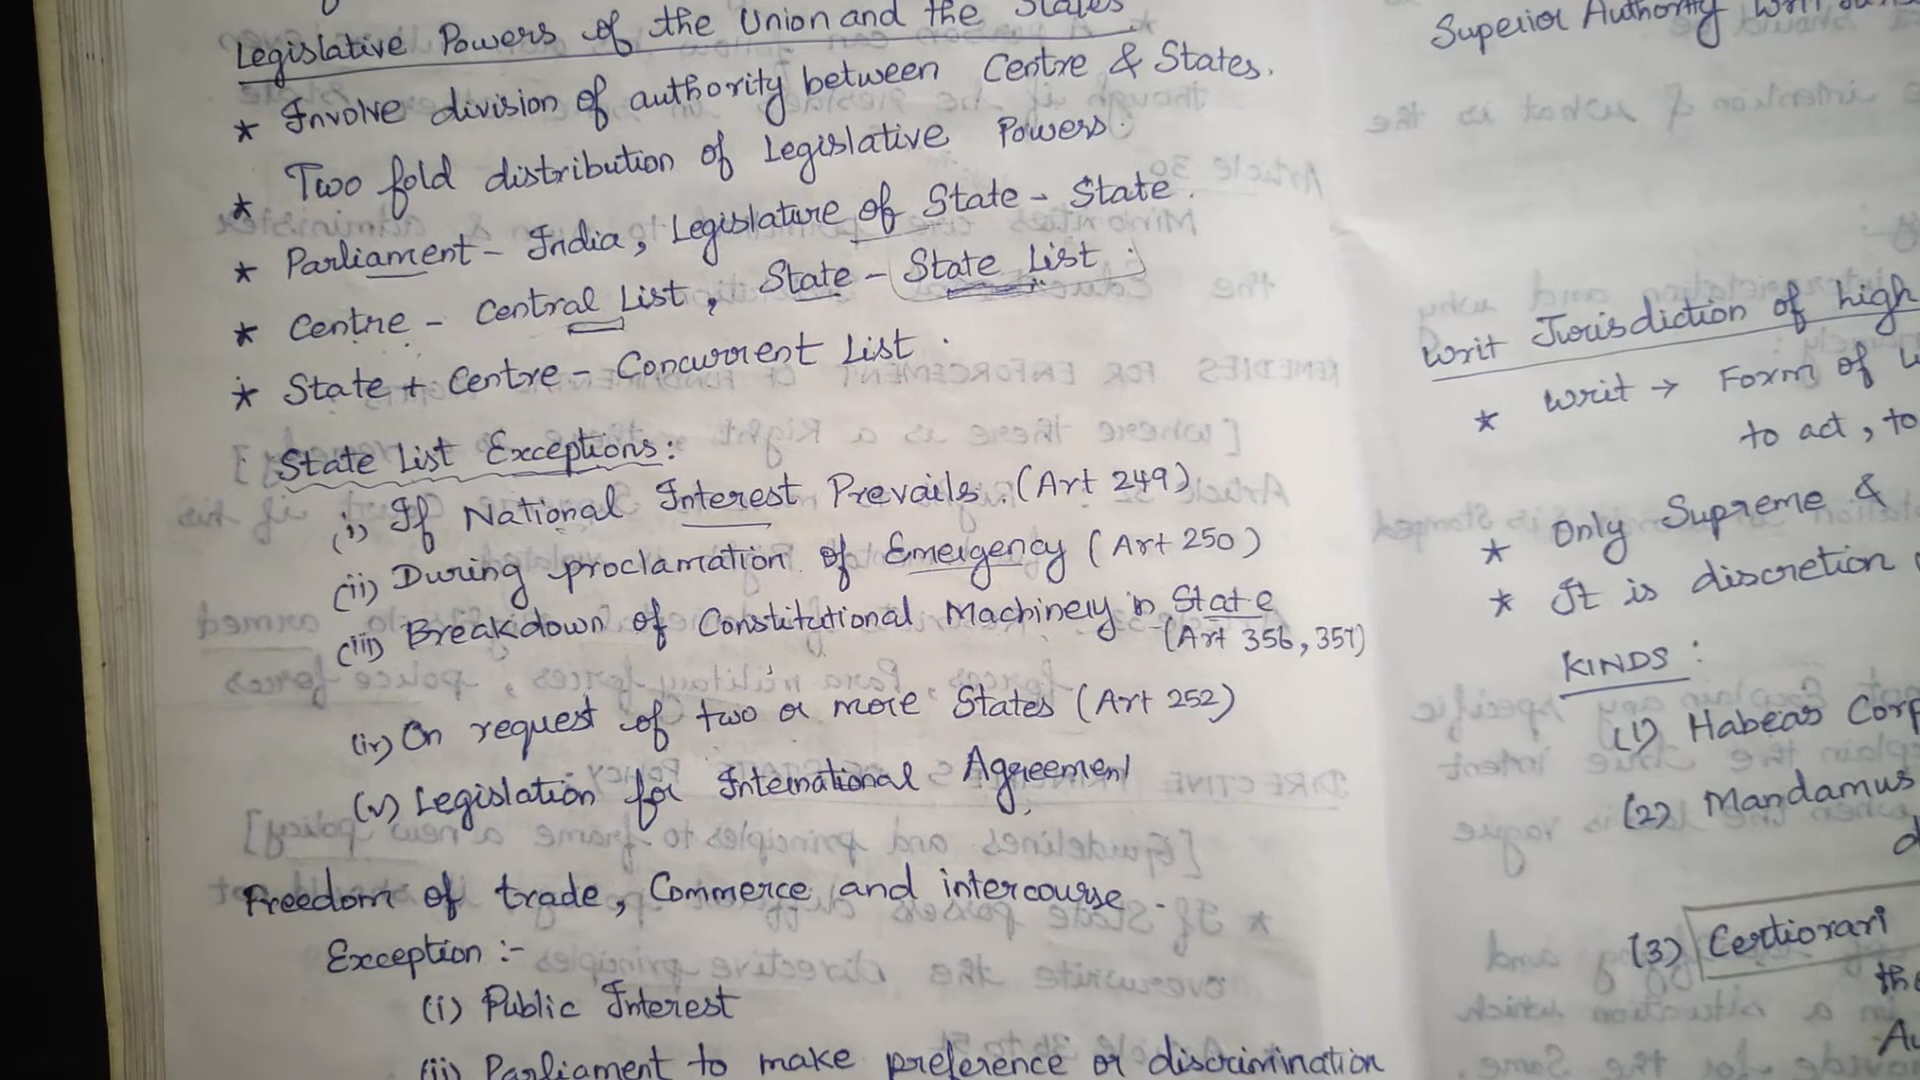 Legislative Powers of the Union and the States
* Involve division of authority between Centre & States.
* Two fold distribution of Legislative Powers.
* Parliament - India, Legislature of State - State.
* Centre - Central List, State - State List
* State + Centre - Concurrent List.
State List Exceptions:
(i) If National Interest Prevails. (Art 249)
(ii) During proclamation of Emergency (Art 250)
(iii) Breakdown of Constitutional Machinery in State
(Art 356, 357)
(iv) On request of two or more States (Art 252)
(v) Legislation for International Agreement
Freedom of trade, Commerce and intercourse.
Exception :-
(i) Public Interest
(ii) Parliament to make preference or discrimination
Superior Authority
Writ Jurisdiction of high
* Writ → Form of
to act, to
* Only Supreme &
* It is discretion
KINDS :
(1) Habeas Corp
(2) Mandamus
(3) Certiorari